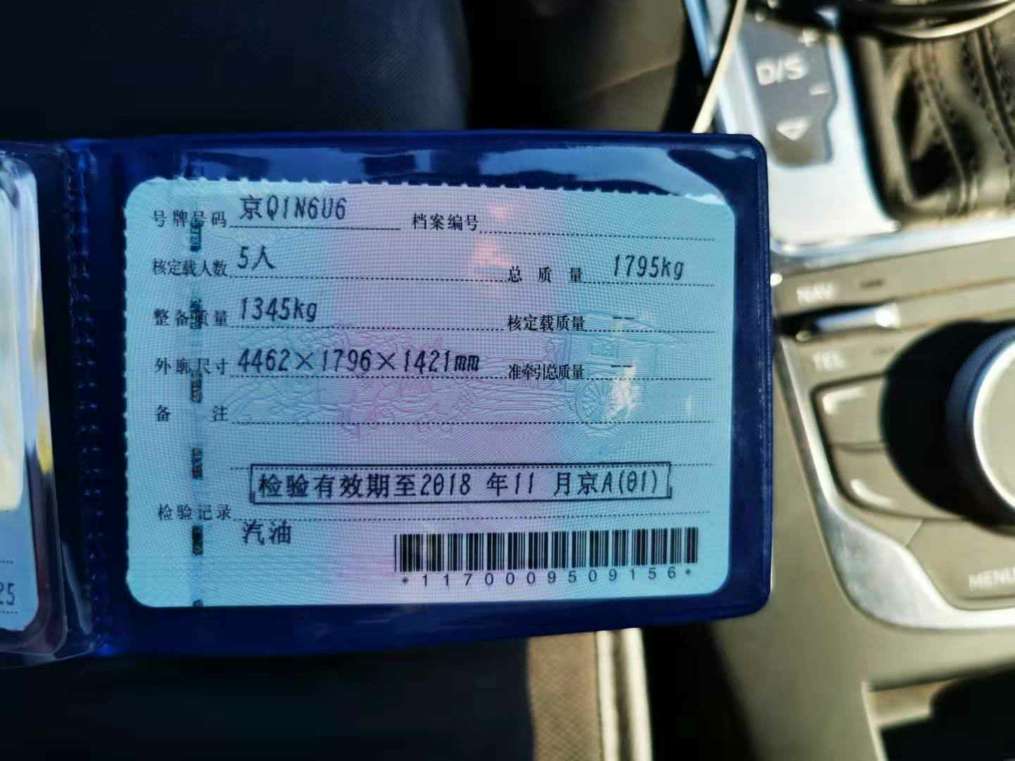 D/S
+
−
号牌号码 京Q1N6U6 档案编号
核定载人数 5人 总质量 1795kg
整备质量 1345kg 核定载质量 --
外廓尺寸 4462×1796×1421mm 准牵引总质量 --
备注
检验有效期至2018 年11 月京A(01)
检验记录
汽油
*1170009509156*
25
NAV
TEL
MENU